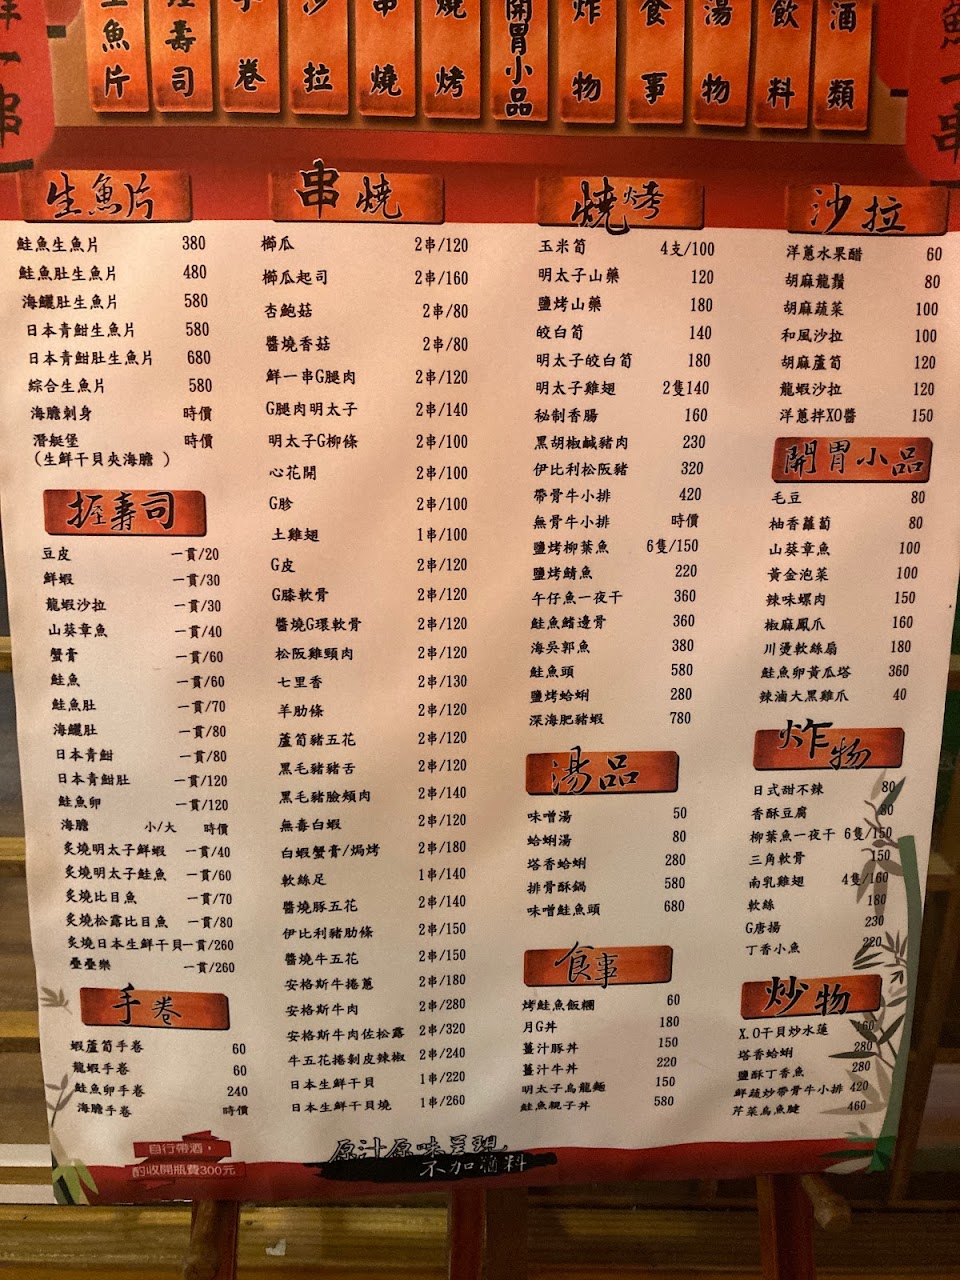 魚片
壽司
手卷
沙拉
串燒
燒烤
開胃小品
炸物
食事
湯物
飲料
酒類
一串
生魚片
鮭魚生魚片 380
鮭魚肚生魚片 480
海鱺肚生魚片 580
日本青魽生魚片 580
日本青魽肚生魚片 680
綜合生魚片 580
海膽刺身 時價
潛艇堡 時價
(生鮮干貝夾海膽 )
握壽司
豆皮 一貫/20
鮮蝦 一貫/30
龍蝦沙拉 一貫/30
山葵章魚 一貫/40
蟹膏 一貫/60
鮭魚 一貫/60
鮭魚肚 一貫/70
海鱺肚 一貫/80
日本青魽 一貫/80
日本青魽肚 一貫/120
鮭魚卵 一貫/120
海膽 小/大 時價
炙燒明太子鮮蝦 一貫/40
炙燒明太子鮭魚 一貫/60
炙燒比目魚 一貫/70
炙燒松露比目魚 一貫/80
炙燒日本生鮮干貝 一貫/260
疊疊樂 一貫/260
手卷
蝦蘆筍手卷 60
龍蝦手卷 60
鮭魚卵手卷 240
海膽手卷 時價
自行帶酒，
酌收開瓶費300元
串燒
櫛瓜 2串/120
櫛瓜起司 2串/160
杏鮑菇 2串/80
醬燒香菇 2串/80
鮮一串G腿肉 2串/120
G腿肉明太子 2串/140
明太子G柳條 2串/100
心花開 2串/100
G胗 2串/100
土雞翅 1串/100
G皮 2串/120
G膝軟骨 2串/120
醬燒G環軟骨 2串/120
松阪雞頸肉 2串/120
七里香 2串/130
羊肋條 2串/120
蘆筍豬五花 2串/120
黑毛豬豬舌 2串/120
黑毛豬臉頰肉 2串/140
無毒白蝦 2串/120
白蝦蟹膏/焗烤 2串/180
軟絲足 1串/140
醬燒豚五花 2串/140
伊比利豬肋條 2串/150
醬燒牛五花 2串/150
安格斯牛捲蔥 2串/180
安格斯牛肉 2串/280
安格斯牛肉佐松露 2串/320
牛五花捲剝皮辣椒 2串/240
日本生鮮干貝 1串/220
日本生鮮干貝燒 1串/260
原汁原味呈現，
不加醬料
燒烤
玉米筍 4支/100
明太子山藥 120
鹽烤山藥 180
皎白筍 140
明太子皎白筍 180
明太子雞翅 2隻140
秘制香腸 160
黑胡椒鹹豬肉 230
伊比利松阪豬 320
帶骨牛小排 420
無骨牛小排 時價
鹽烤柳葉魚 6隻/150
鹽烤鯖魚 220
午仔魚一夜干 360
鮭魚鰭邊骨 360
海吳郭魚 380
鮭魚頭 580
鹽烤蛤蜊 280
深海肥豬蝦 780
湯品
味噌湯 50
蛤蜊湯 80
塔香蛤蜊 280
排骨酥鍋 580
味噌鮭魚頭 680
食事
烤鮭魚飯糰 60
月G丼 180
薑汁豚丼 150
薑汁牛丼 220
明太子烏龍麵 150
鮭魚親子丼 580
沙拉
洋蔥水果醋 60
胡麻龍鬚 80
胡麻蔬菜 100
和風沙拉 100
胡麻蘆筍 120
龍蝦沙拉 120
洋蔥拌XO醬 150
開胃小品
毛豆 80
柚香蘿蔔 80
山葵章魚 100
黃金泡菜 100
辣味螺肉 150
椒麻鳳爪 160
川燙軟絲扇 180
鮭魚卵黃瓜塔 360
辣滷大黑雞爪 40
炸物
日式甜不辣 80
香酥豆腐 80
柳葉魚一夜干 6隻/150
三角軟骨 150
南乳雞翅 4隻/160
軟絲 180
G唐揚 230
丁香小魚 220
炒物
X.O干貝炒水蓮 160
塔香蛤蜊 280
鹽酥丁香魚 280
鮮蔬炒帶骨牛小排 420
芹菜烏魚腱 460